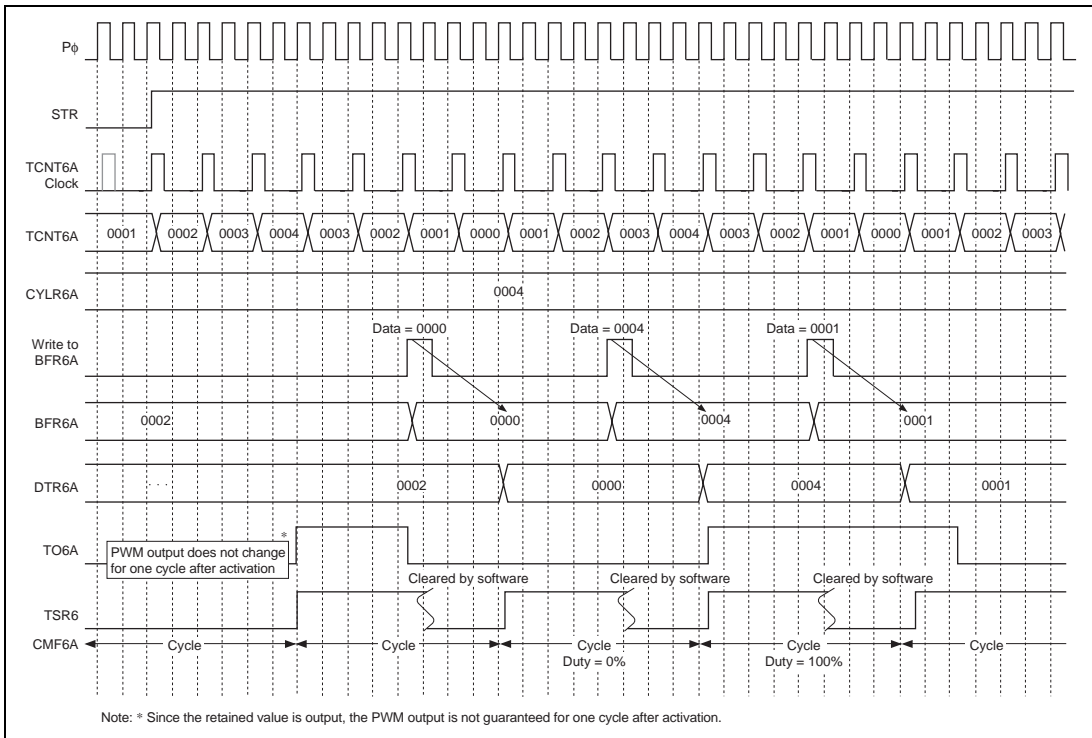 Pϕ
STR
TCNT6A
Clock
TCNT6A
0001 0002 0003 0004 0003 0002 0001 0000 0001 0002 0003 0004 0003 0002 0001 0000 0001 0002 0003
CYLR6A
0004
Write to
BFR6A
Data = 0000 Data = 0004 Data = 0001
BFR6A
0002 0000 0004 0001
DTR6A
. . . 0002 0000 0004 0001
TO6A
*
PWM output does not change
for one cycle after activation
Cleared by software Cleared by software Cleared by software
TSR6
CMF6A
Cycle Cycle Cycle Cycle Cycle
Duty = 0% Duty = 100%
Note: * Since the retained value is output, the PWM output is not guaranteed for one cycle after activation.